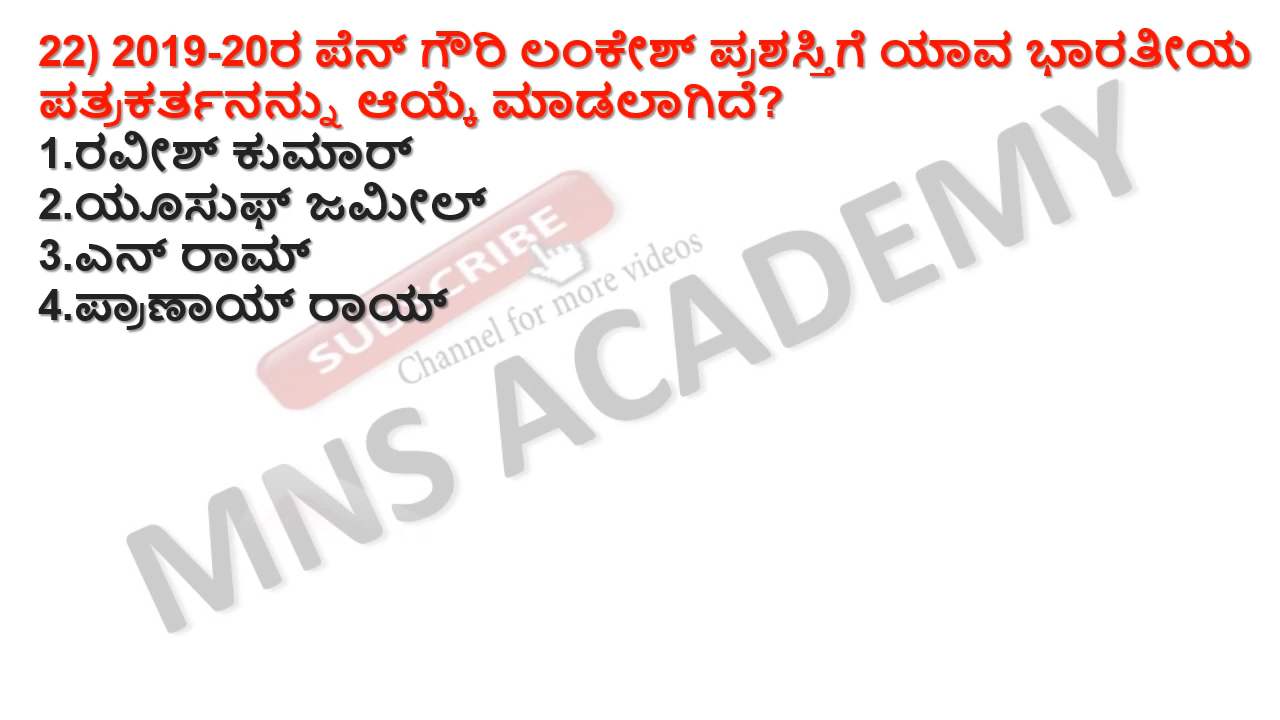 22) 2019-20ರ ಪೆನ್ ಗೌರಿ ಲಂಕೇಶ್ ಪ್ರಶಸ್ತಿಗೆ ಯಾವ ಭಾರತೀಯ
ಪತ್ರಕರ್ತನನ್ನು ಆಯ್ಕೆ ಮಾಡಲಾಗಿದೆ?
1.ರವೀಶ್ ಕುಮಾರ್
2.ಯೂಸುಫ್ ಜಮೀಲ್
3.ಎನ್ ರಾಮ್
4.ಪ್ರಾಣಾಯ್ ರಾಯ್
SUBSCRIBE
Channel for more videos
MNS ACADEMY